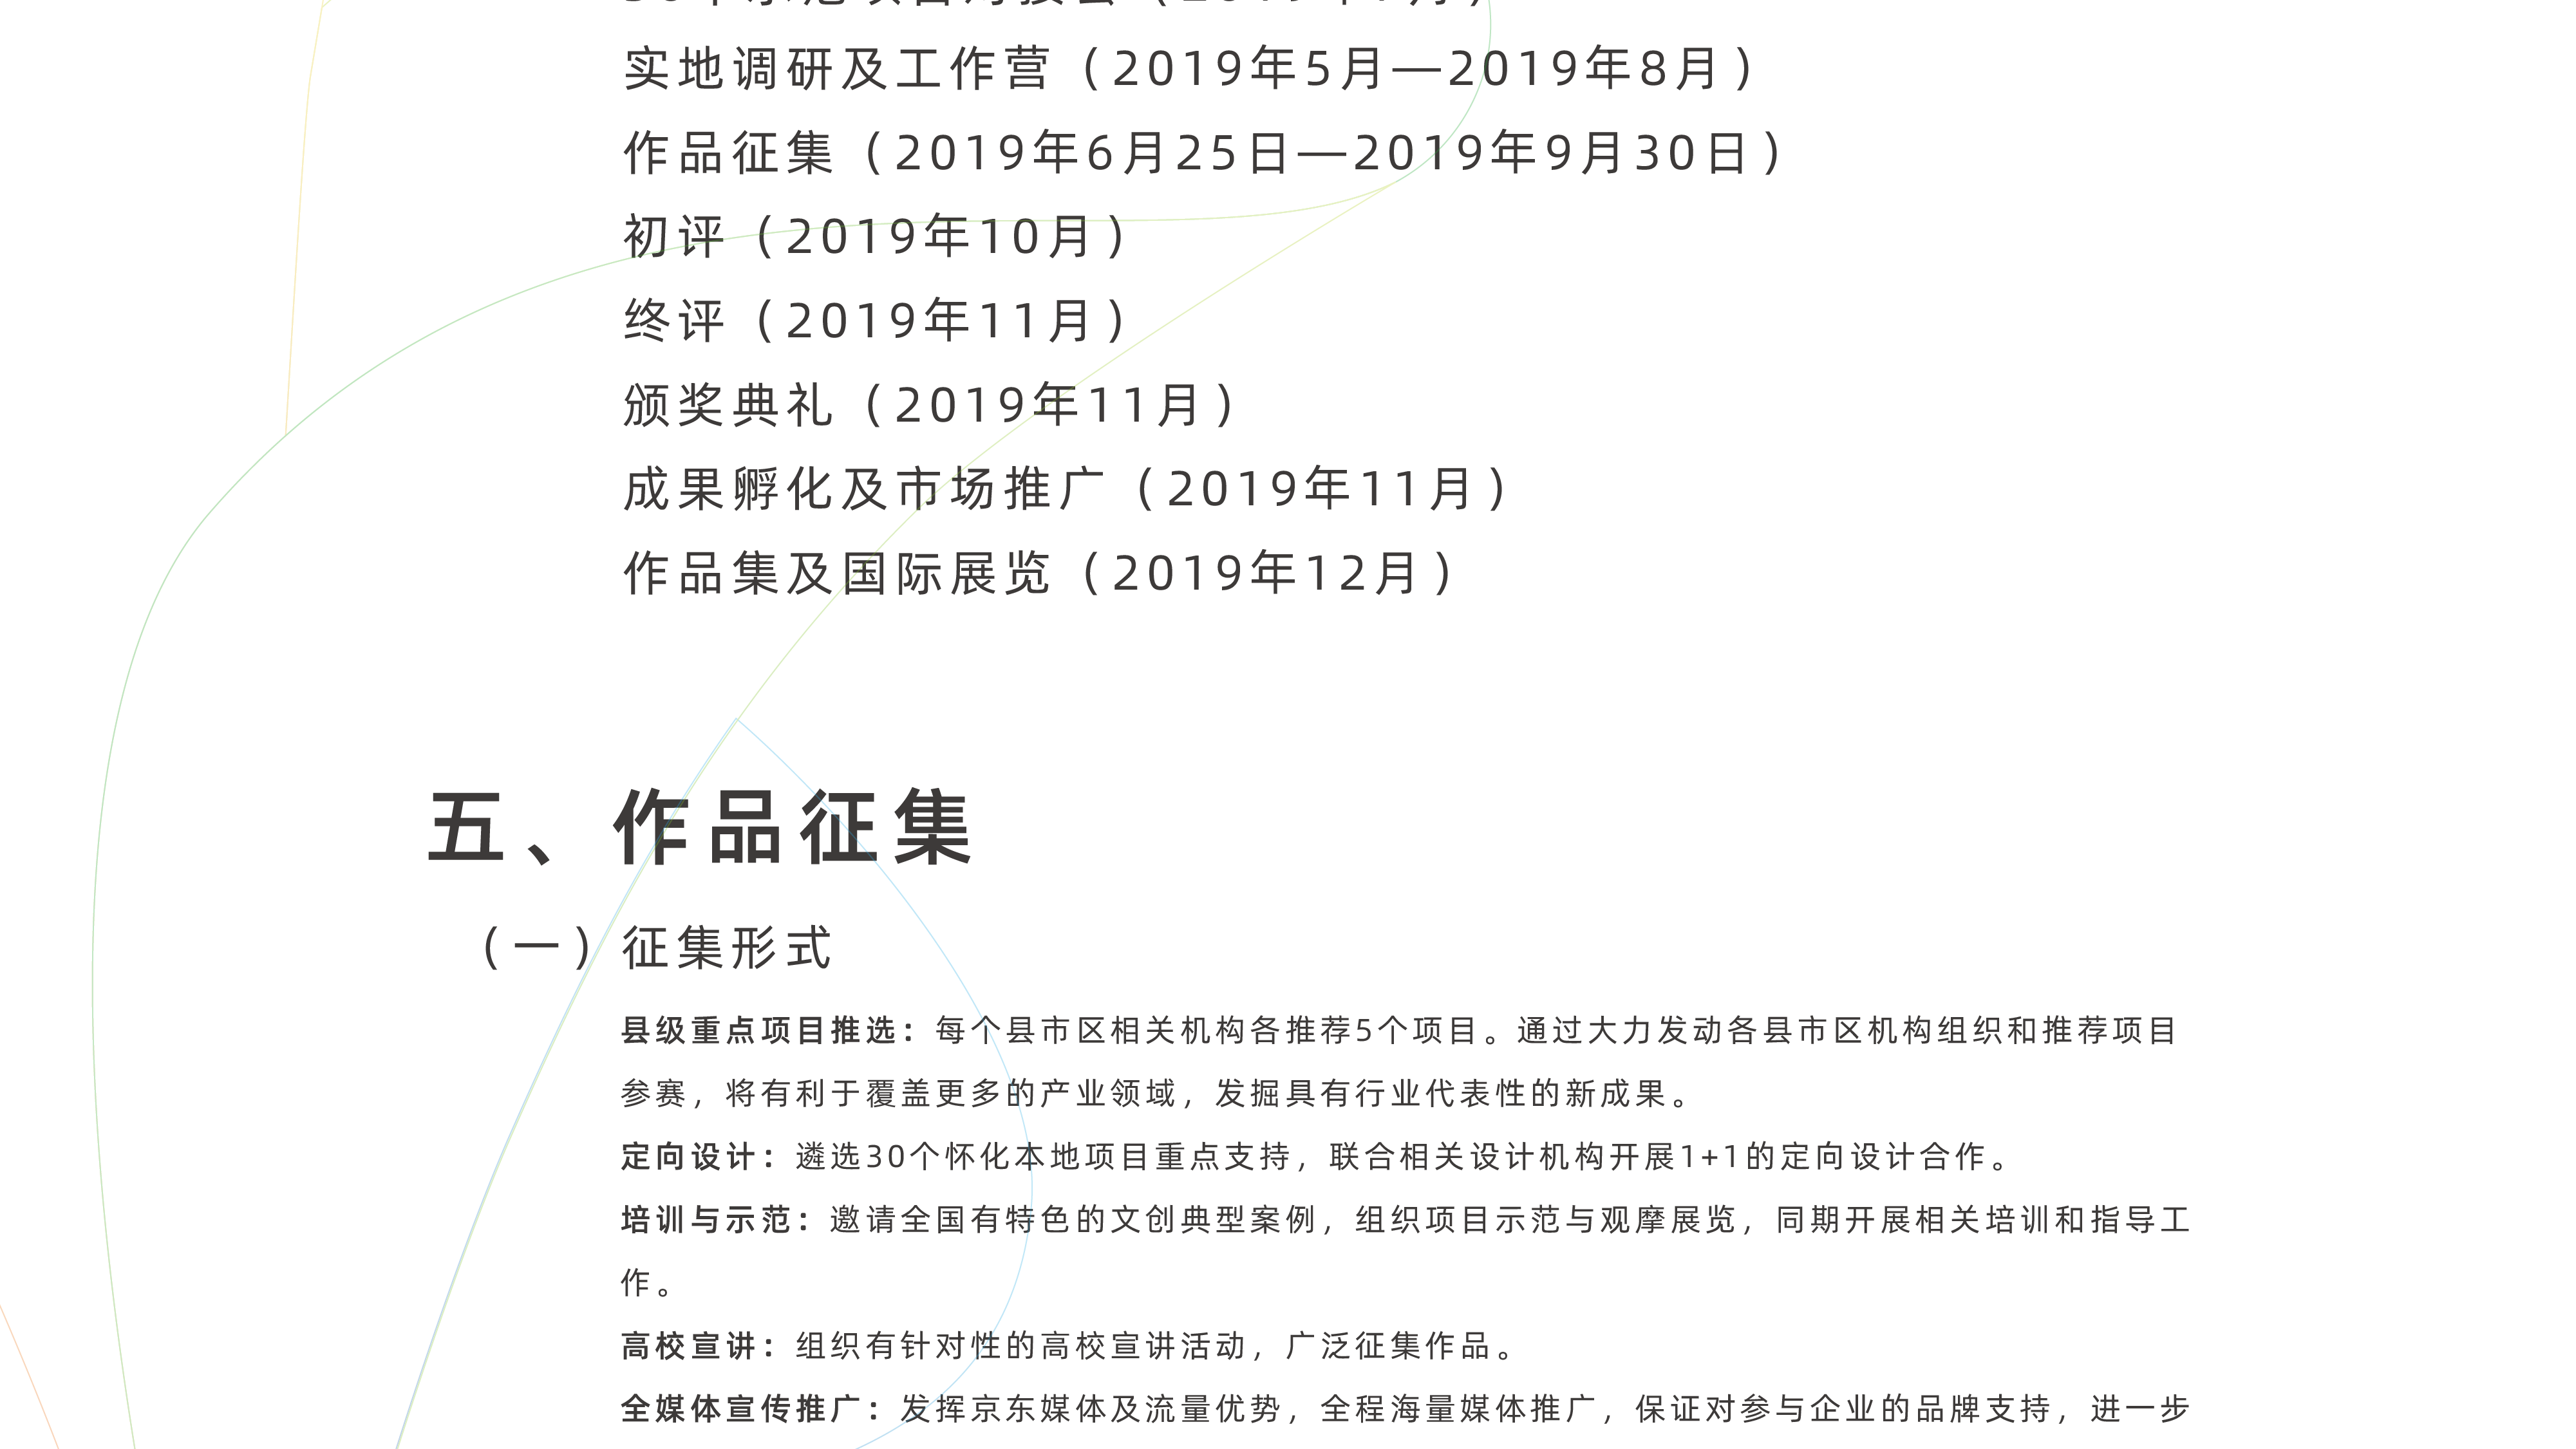 实地调研及工作营（2019年5月—2019年8月）
作品征集（2019年6月25日—2019年9月30日）
初评（2019年10月）
终评（2019年11月）
颁奖典礼（2019年11月）
成果孵化及市场推广（2019年11月）
作品集及国际展览（2019年12月）
五、作品征集
（一）征集形式
县级重点项目推选：每个县市区相关机构各推荐5个项目。通过大力发动各县市区机构组织和推荐项目
参赛，将有利于覆盖更多的产业领域，发掘具有行业代表性的新成果。
定向设计：遴选30个怀化本地项目重点支持，联合相关设计机构开展1+1的定向设计合作。
培训与示范：邀请全国有特色的文创典型案例，组织项目示范与观摩展览，同期开展相关培训和指导工
作。
高校宣讲：组织有针对性的高校宣讲活动，广泛征集作品。
全媒体宣传推广：发挥京东媒体及流量优势，全程海量媒体推广，保证对参与企业的品牌支持，进一步